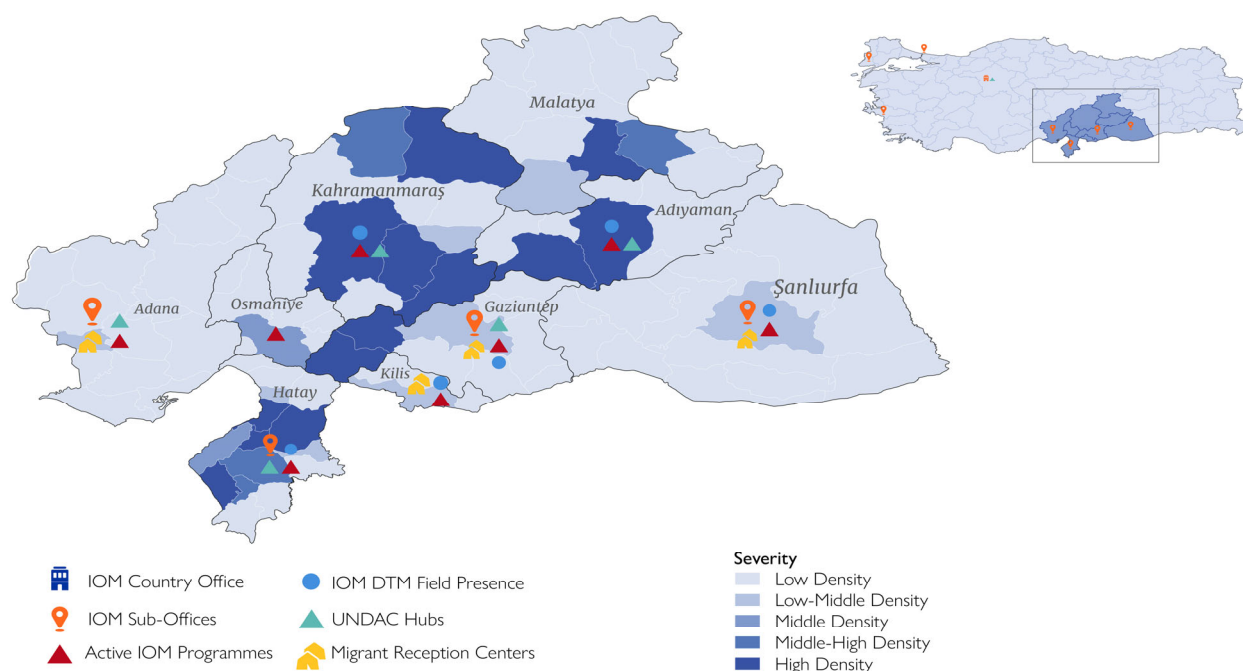 Malatya
Kahramanmaraş
Adıyaman
Şanlıurfa
Adana
Osmaniye
Gaziantep
Kilis
Hatay
IOM Country Office
IOM DTM Field Presence
IOM Sub-Offices
UNDAC Hubs
Active IOM Programmes
Migrant Reception Centers
Severity
Low Density
Low-Middle Density
Middle Density
Middle-High Density
High Density